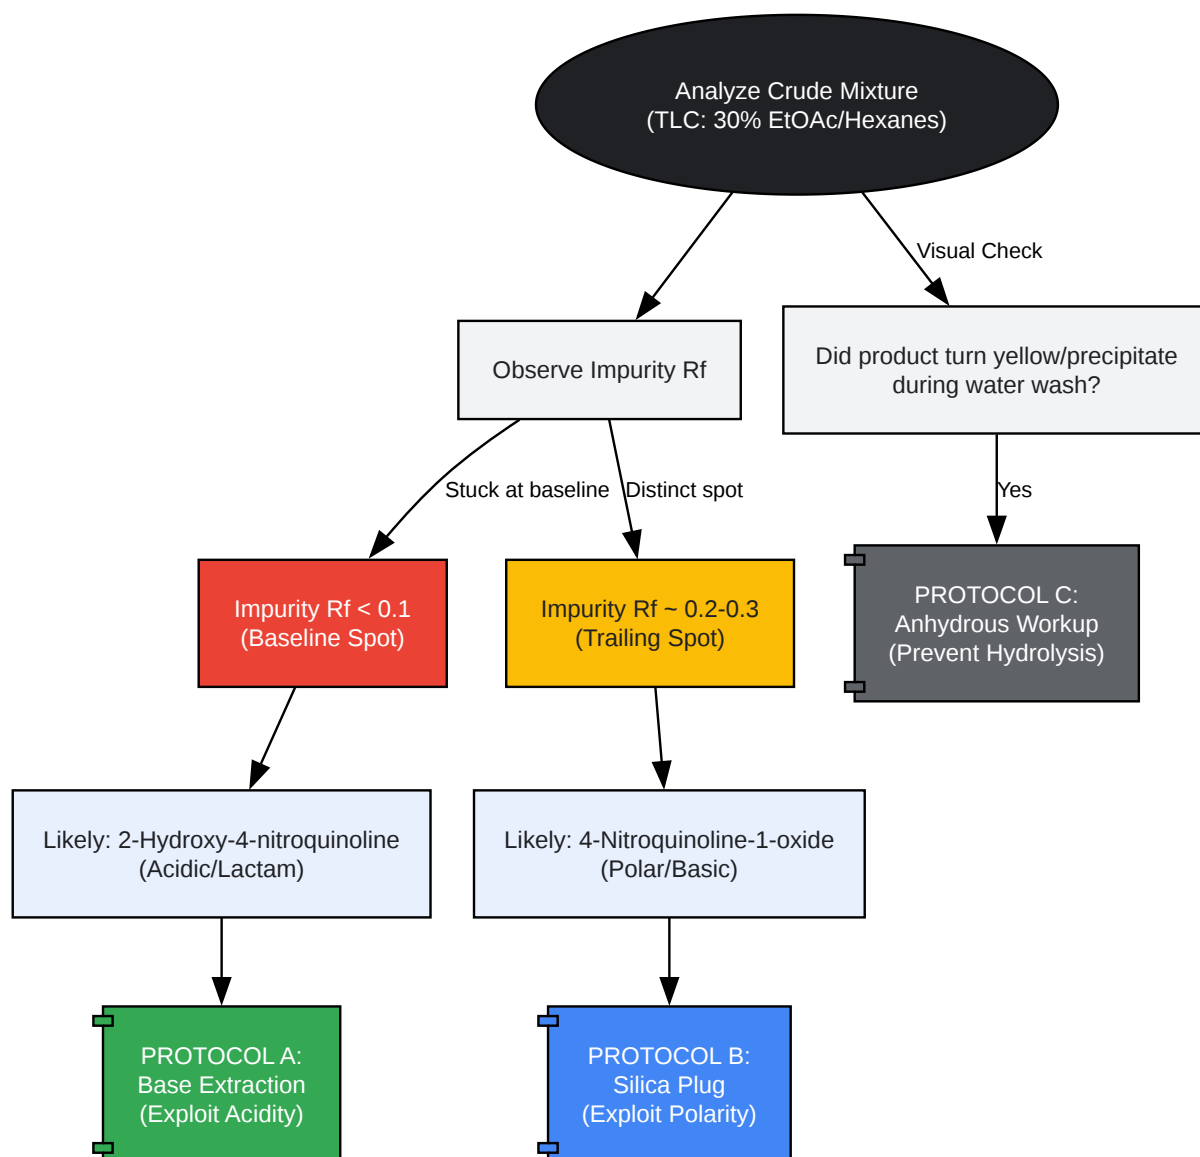 Analyze Crude Mixture
(TLC: 30% EtOAc/Hexanes)
Visual Check
Observe Impurity Rf
Did product turn yellow/precipitate
during water wash?
Stuck at baseline
Distinct spot
Yes
Impurity Rf < 0.1
(Baseline Spot)
Impurity Rf ~ 0.2-0.3
(Trailing Spot)
PROTOCOL C:
Anhydrous Workup
(Prevent Hydrolysis)
Likely: 2-Hydroxy-4-nitroquinoline
(Acidic/Lactam)
Likely: 4-Nitroquinoline-1-oxide
(Polar/Basic)
PROTOCOL A:
Base Extraction
(Exploit Acidity)
PROTOCOL B:
Silica Plug
(Exploit Polarity)